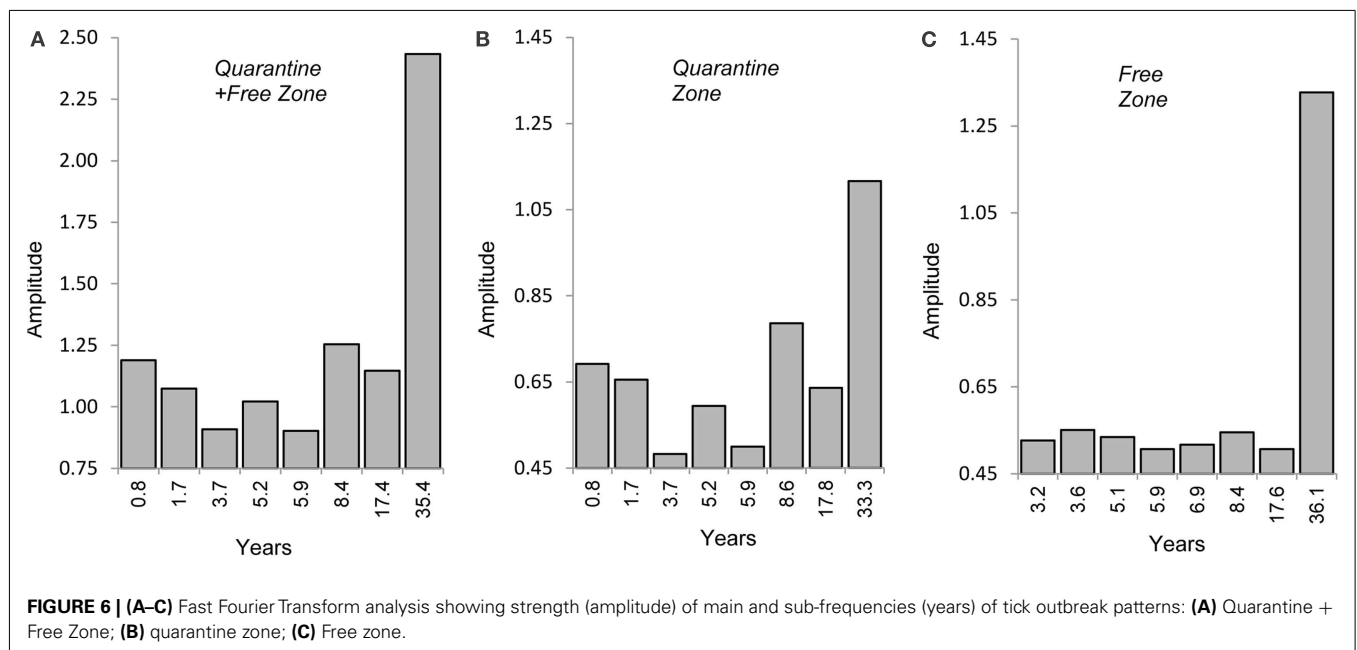 A
Quarantine
+Free Zone
2.50
2.25
2.00
1.75
1.50
1.25
1.00
0.75
Amplitude
0.8 1.7 3.7 5.2 5.9 8.4 17.4 35.4
Years
B
Quarantine
Zone
1.45
1.25
1.05
0.85
0.65
0.45
Amplitude
0.8 1.7 3.7 5.2 5.9 8.6 17.8 33.3
Years
C
Free
Zone
1.45
1.25
1.05
0.85
0.65
0.45
Amplitude
3.2 3.6 5.1 5.9 6.9 8.4 17.6 36.1
Years
FIGURE 6 | (A–C) Fast Fourier Transform analysis showing strength (amplitude) of main and sub-frequencies (years) of tick outbreak patterns: (A) Quarantine +
Free Zone; (B) quarantine zone; (C) Free zone.